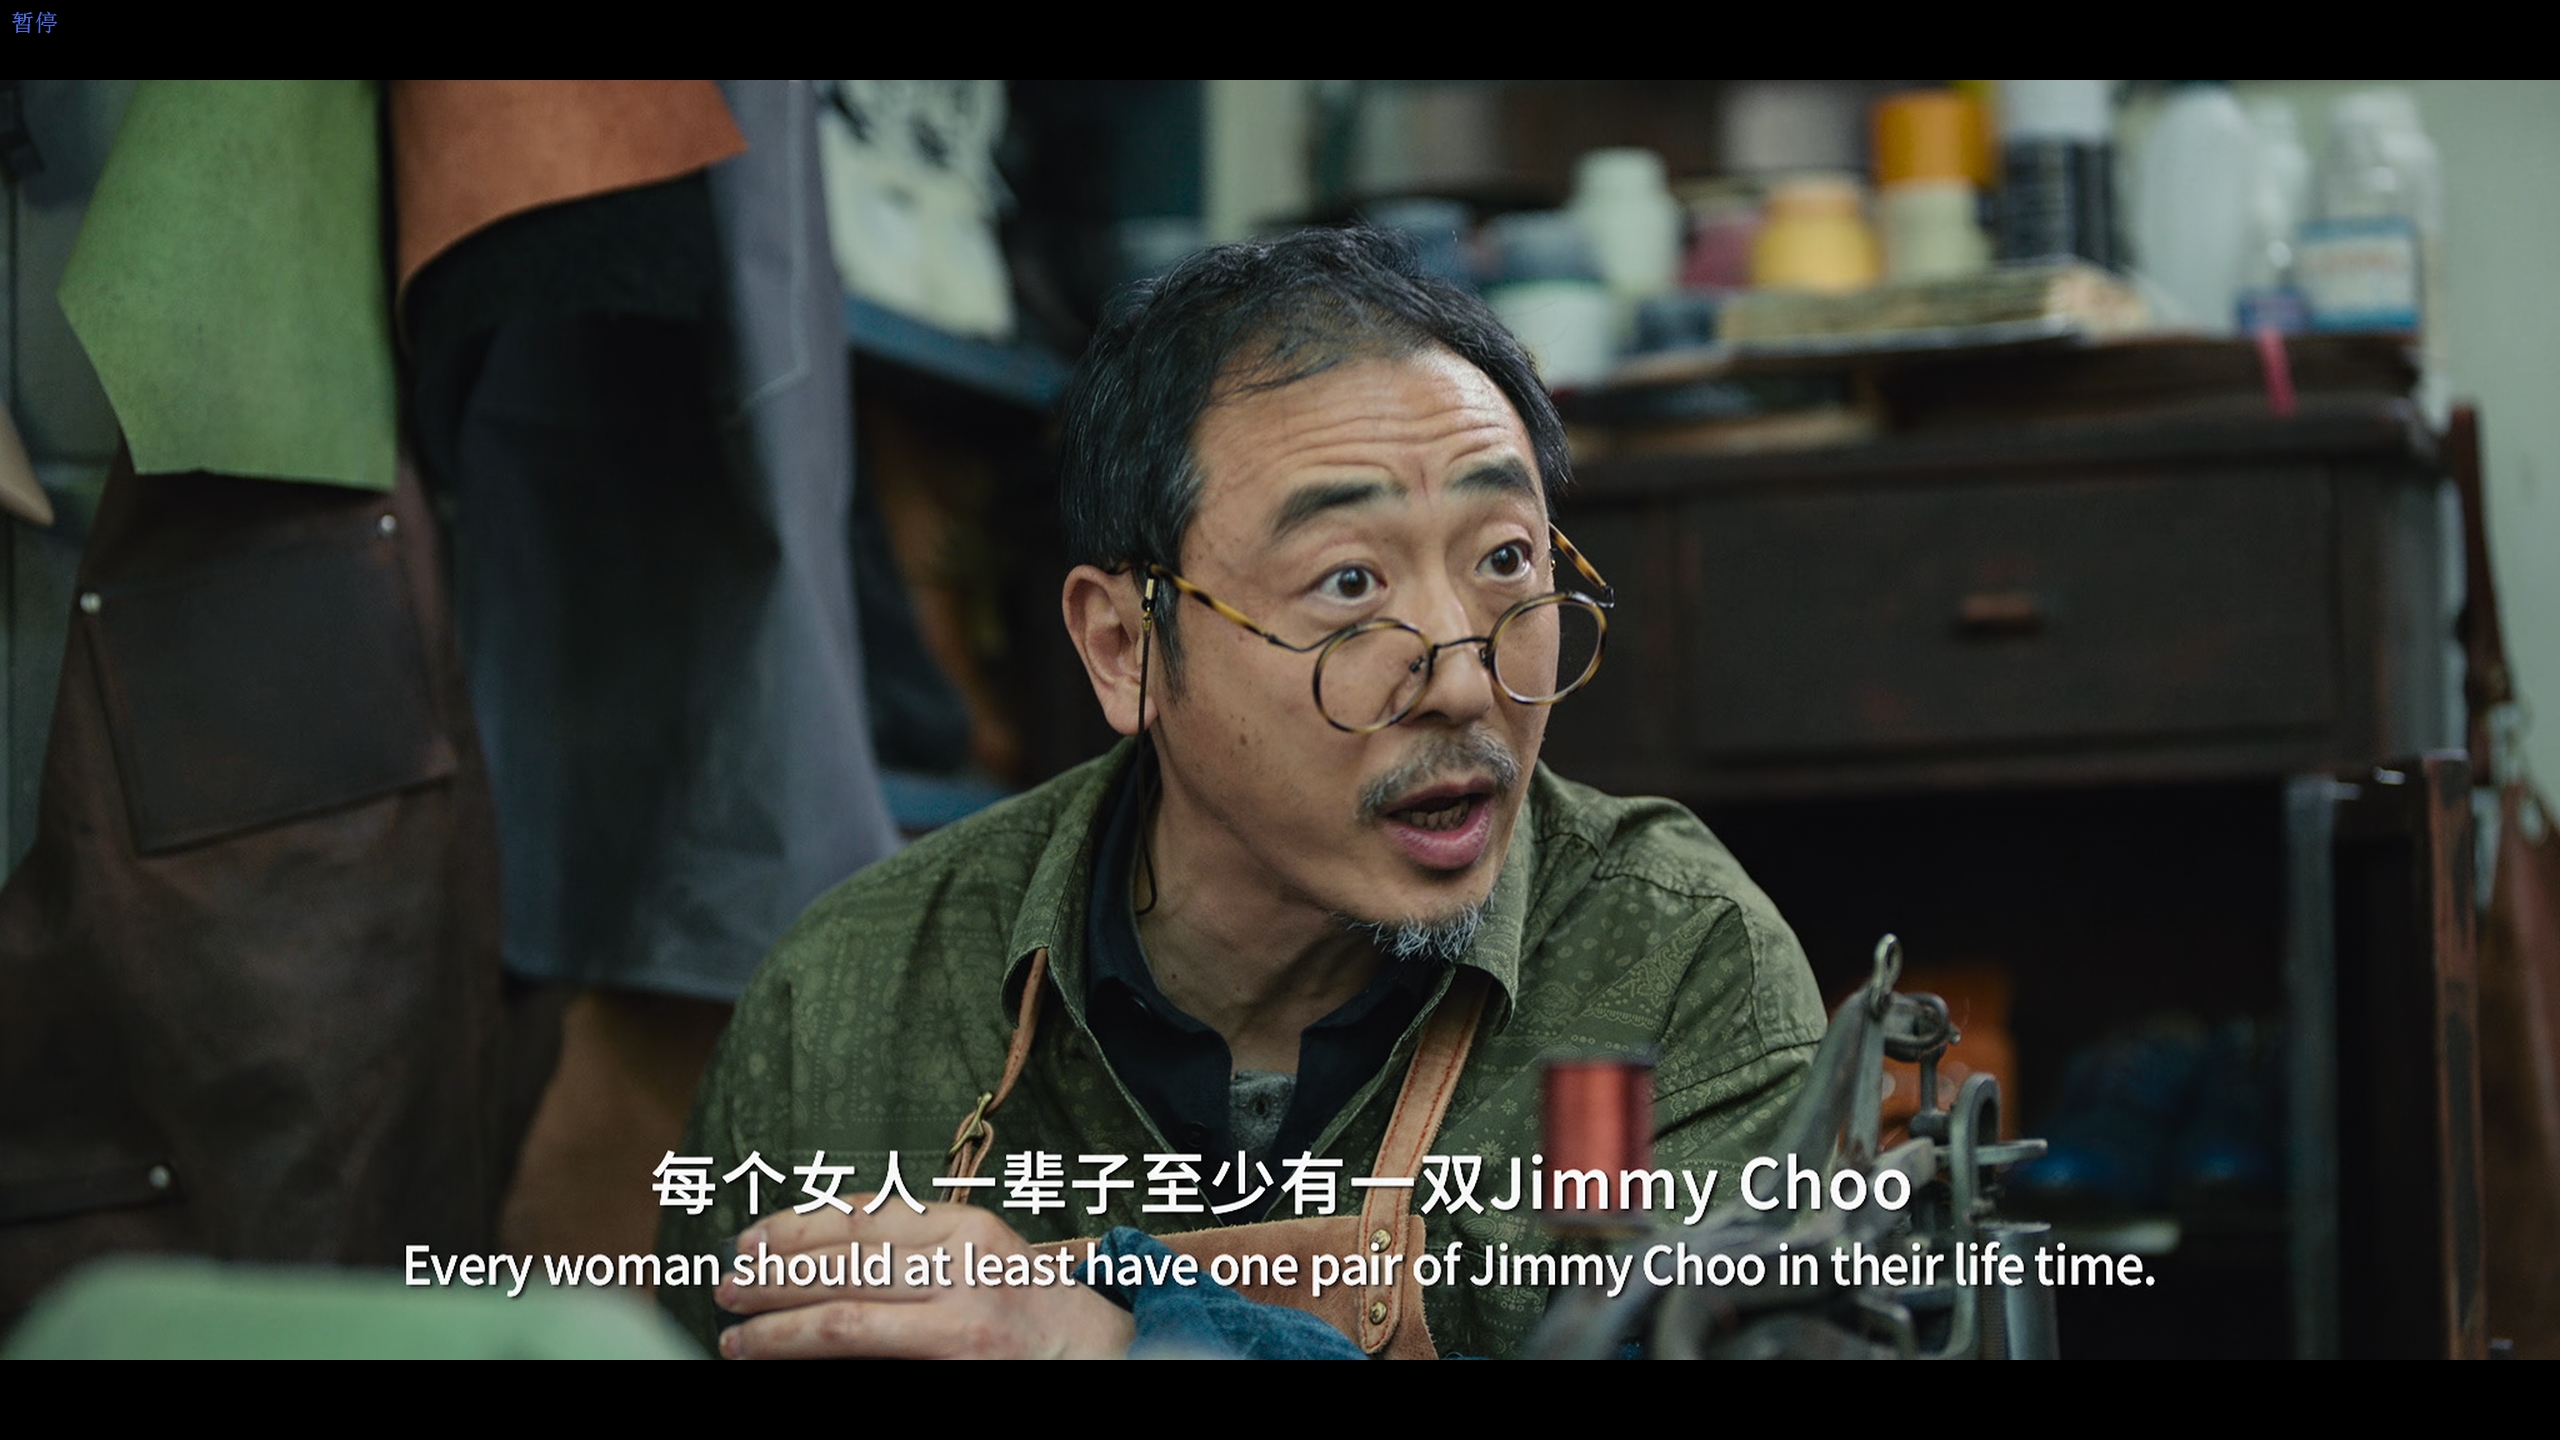 暂停
每个女人一辈子至少有一双Jimmy Choo
Every woman should at least have one pair of Jimmy Choo in their life time.